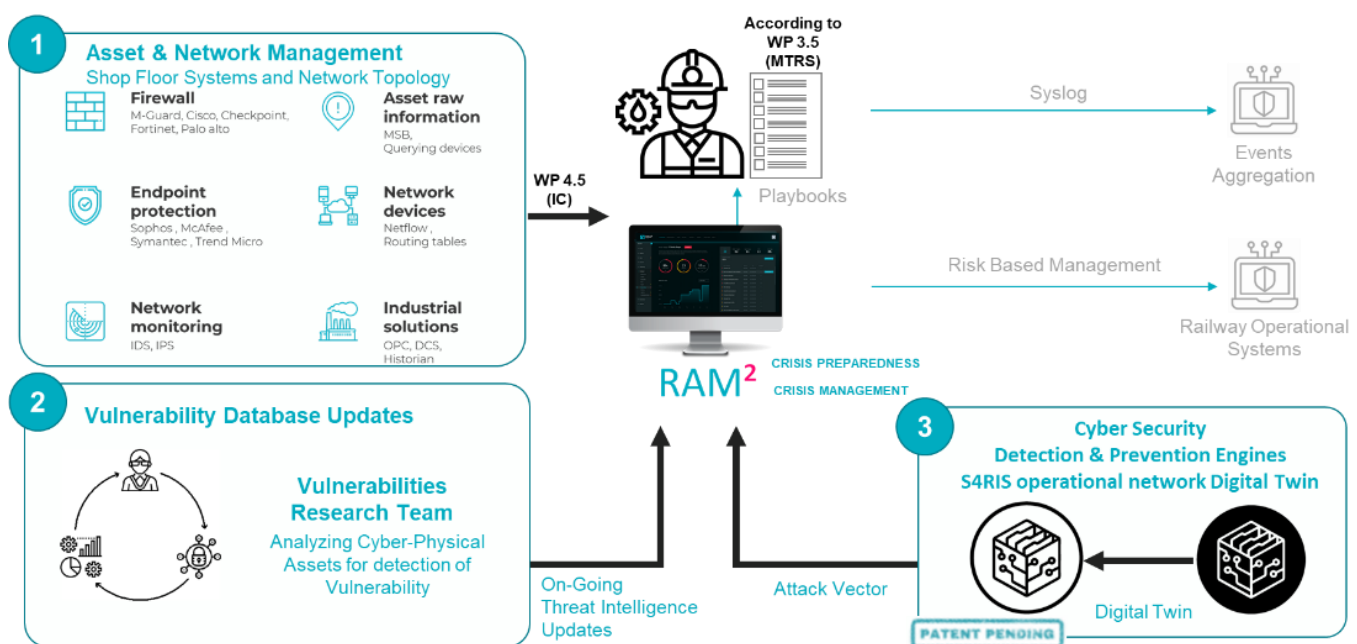 1
Asset & Network Management
Shop Floor Systems and Network Topology
Firewall
M-Guard, Cisco, Checkpoint,
Fortinet, Palo alto
Asset raw
information
MSB,
Querying devices
Endpoint
protection
Sophos , McAfee ,
Symantec , Trend Micro
Network
devices
Netflow ,
Routing tables
Network
monitoring
IDS, IPS
Industrial
solutions
OPC, DCS,
Historian
WP 4.5
(IC)
According to
WP 3.5
(MTRS)
Playbooks
Syslog
Events
Aggregation
Risk Based Management
Railway Operational
Systems
RAM²
CRISIS PREPAREDNESS
CRISIS MANAGEMENT
2
Vulnerability Database Updates
Vulnerabilities
Research Team
Analyzing Cyber-Physical
Assets for detection of
Vulnerability
On-Going
Threat Intelligence
Updates
Attack Vector
3
Cyber Security
Detection & Prevention Engines
S4RIS operational network Digital Twin
Digital Twin
PATENT PENDING